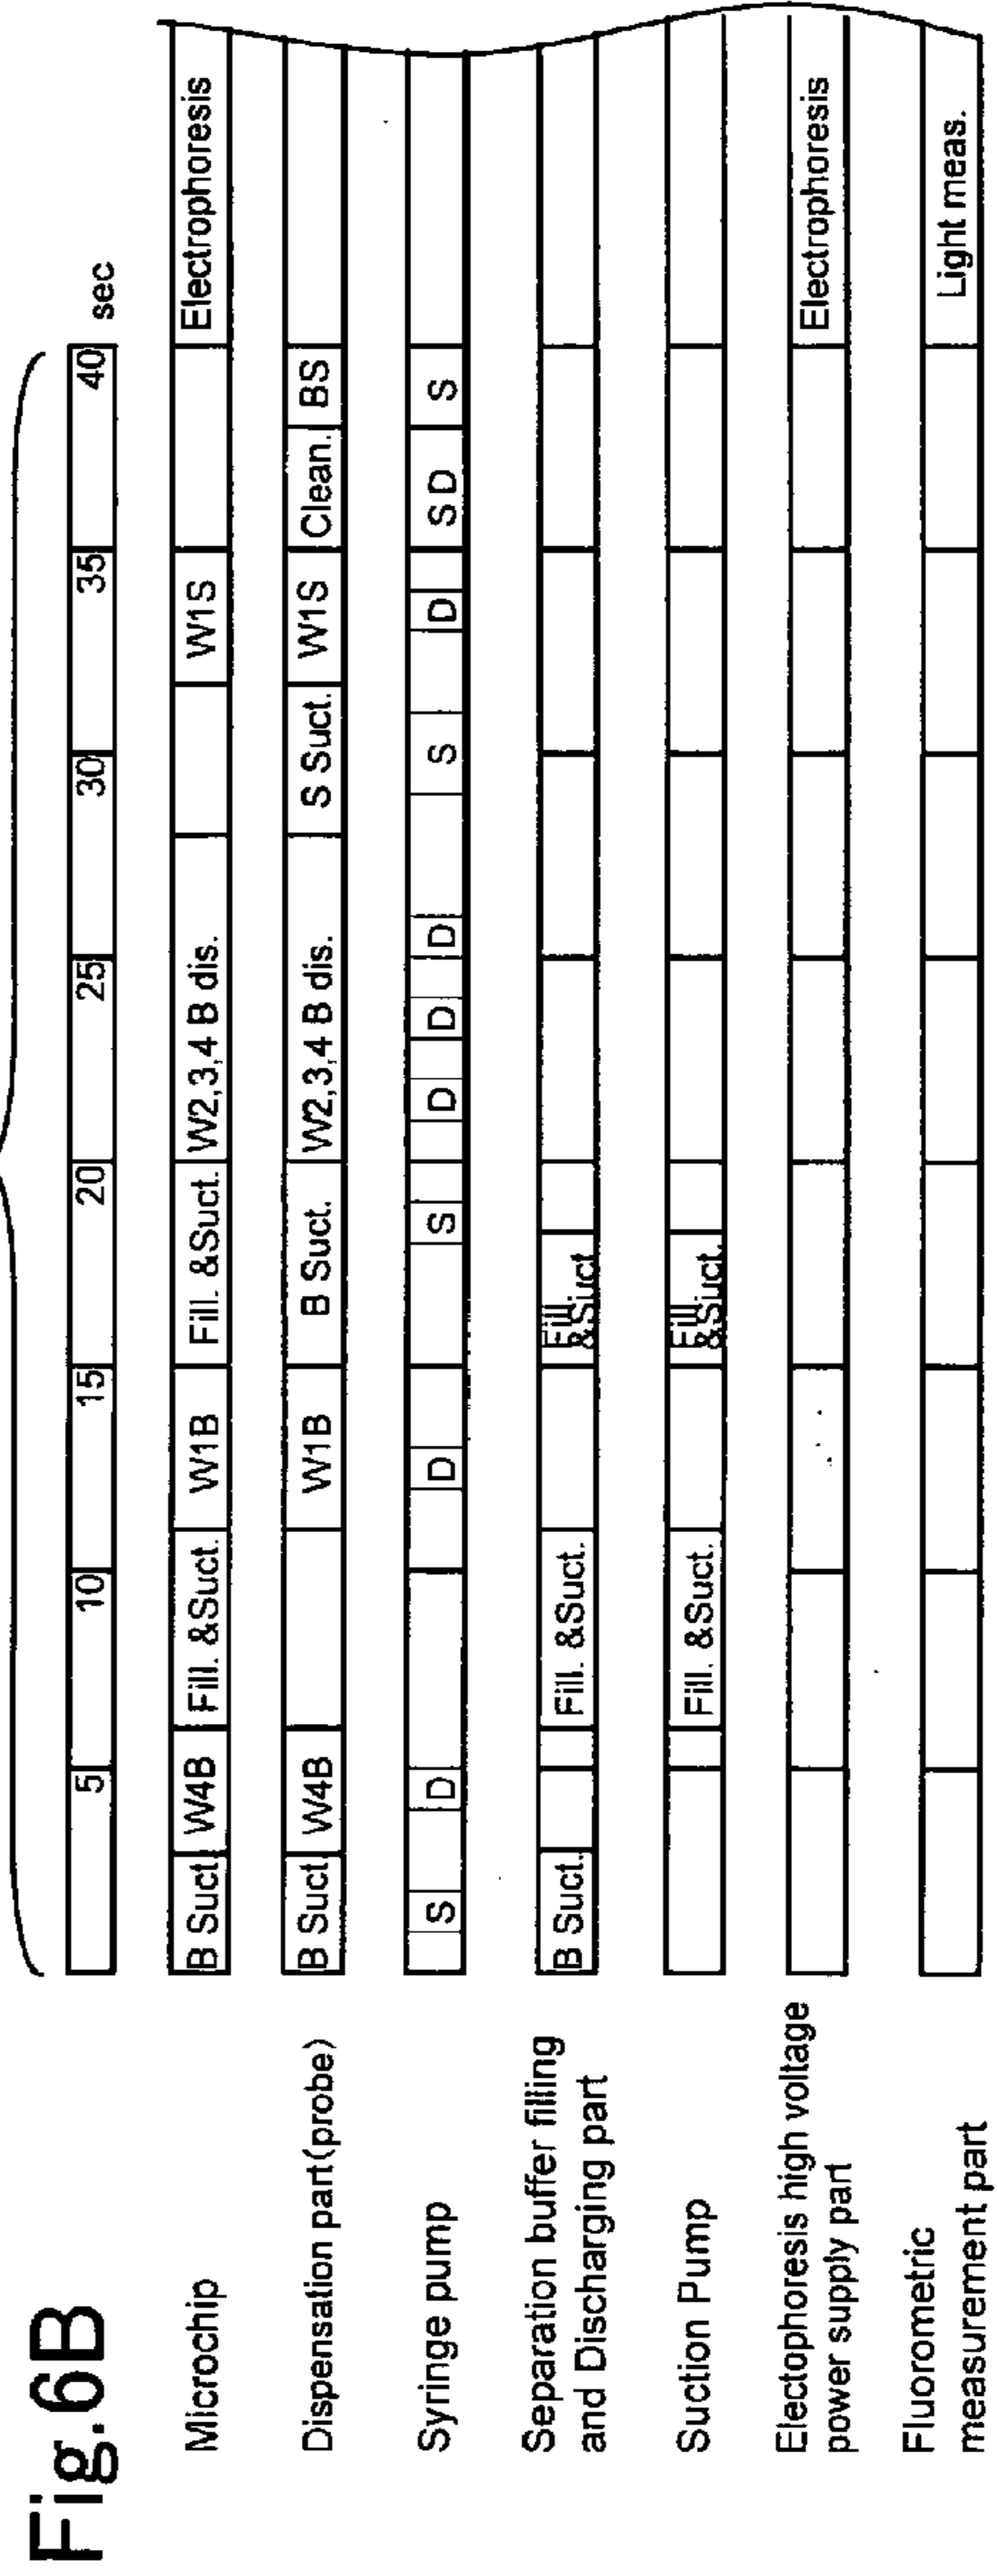 Fig.6B
5 10 15 20 25 30 35 40 sec
Microchip
B Suct. W4B Fill. &Suct. W1B Fill. &Suct. W2,3,4 B dis. W1S Electrophoresis
Dispensation part(probe)
B Suct. W4B W1B B Suct. W2,3,4 B dis. S Suct. W1S Clean. BS
Syringe pump
S D D S D D D S D S D S
Separation buffer filling
and Discharging part
B Suct. Fill. &Suct. Fill
&Suct.
Suction Pump
Fill. &Suct. Fill
&Suct.
Electophoresis high voltage
power supply part
Electrophoresis
Fluorometric
measurement part
Light meas.